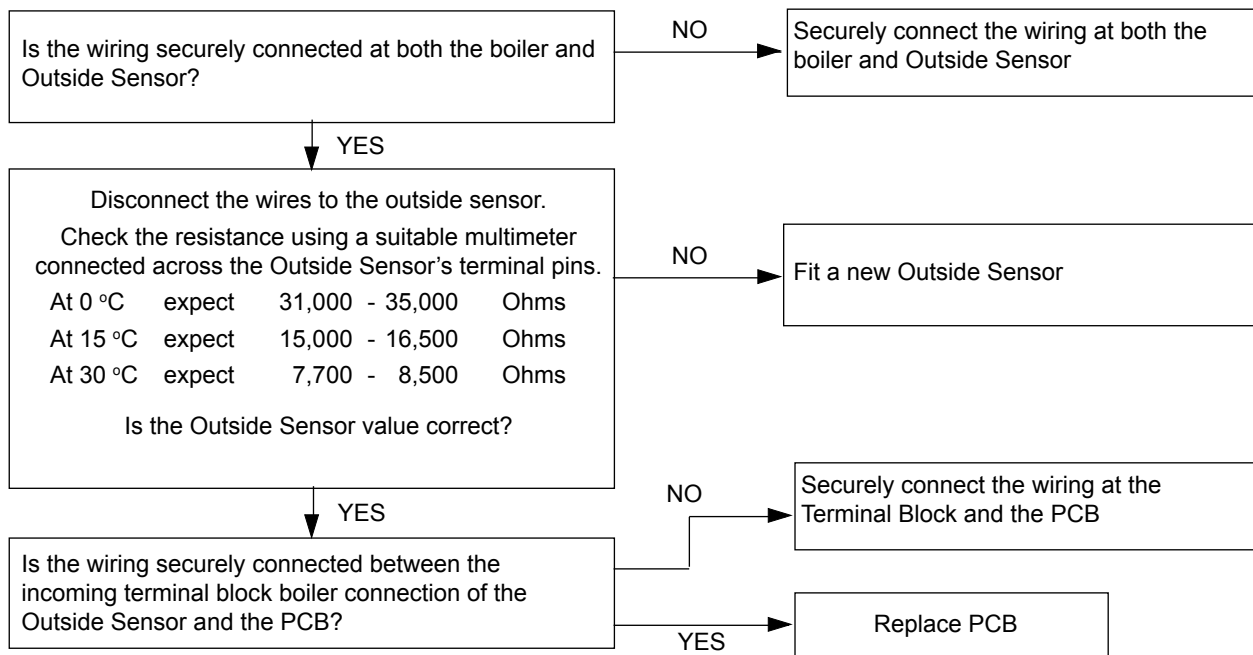 Is the wiring securely connected at both the boiler and
Outside Sensor?
NO
Securely connect the wiring at both the
boiler and Outside Sensor
YES
Disconnect the wires to the outside sensor.
Check the resistance using a suitable multimeter
connected across the Outside Sensor's terminal pins.
At 0 °C expect 31,000 - 35,000 Ohms
At 15 °C expect 15,000 - 16,500 Ohms
At 30 °C expect 7,700 - 8,500 Ohms
Is the Outside Sensor value correct?
NO
Fit a new Outside Sensor
YES
Is the wiring securely connected between the
incoming terminal block boiler connection of the
Outside Sensor and the PCB?
NO
Securely connect the wiring at the
Terminal Block and the PCB
YES
Replace PCB